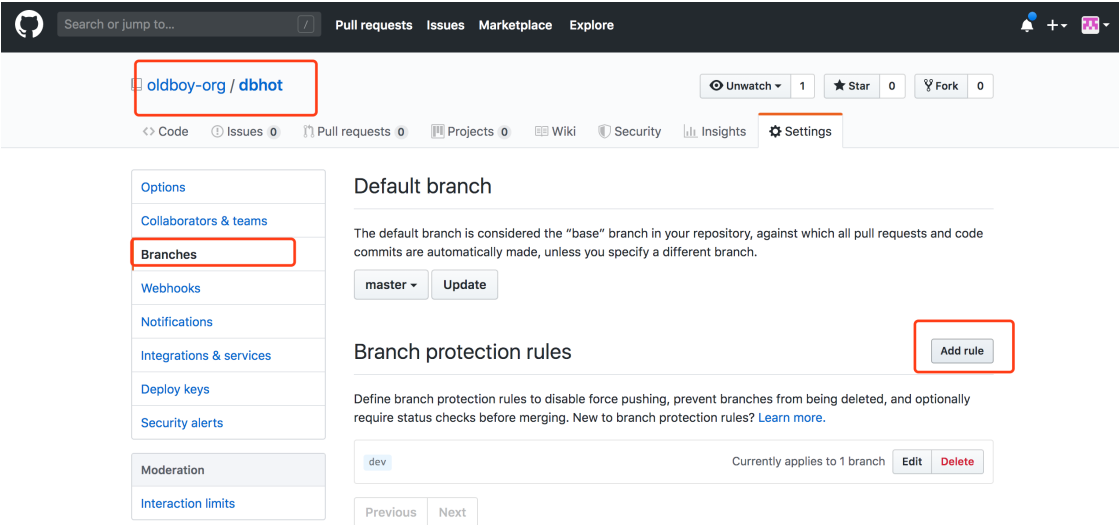 Search or jump to... /
Pull requests Issues Marketplace Explore
oldboy-org / dbhot
Unwatch 1 Star 0 Fork 0
Code Issues 0 Pull requests 0 Projects 0 Wiki Security Insights Settings
Options
Collaborators & teams
Branches
Webhooks
Notifications
Integrations & services
Deploy keys
Security alerts
Moderation
Interaction limits
Default branch
The default branch is considered the “base” branch in your repository, against which all pull requests and code
commits are automatically made, unless you specify a different branch.
master Update
Branch protection rules Add rule
Define branch protection rules to disable force pushing, prevent branches from being deleted, and optionally
require status checks before merging. New to branch protection rules? Learn more.
dev Currently applies to 1 branch Edit Delete
Previous Next